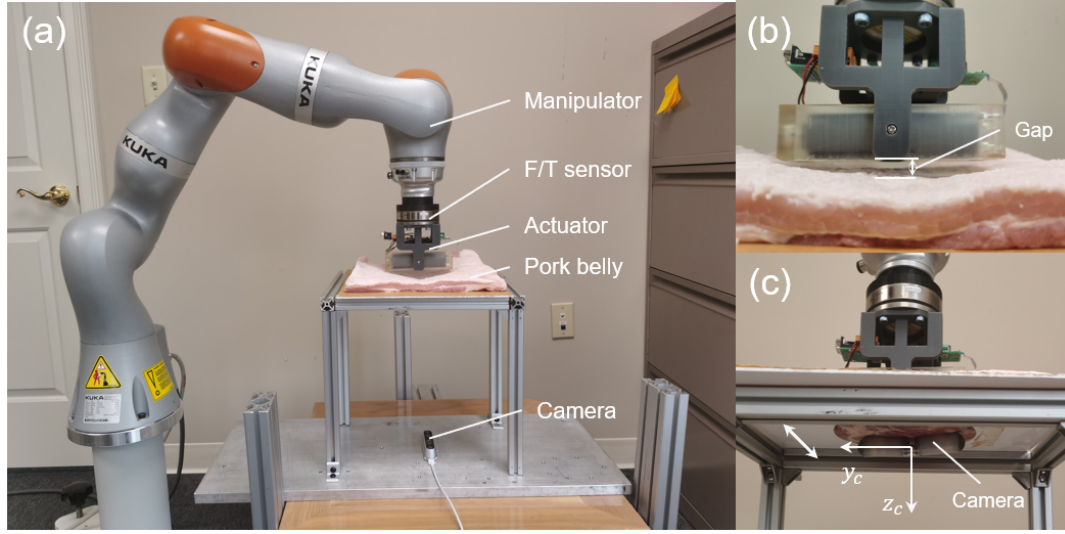 (a)
KUKA
KUKA
Manipulator
F/T sensor
Actuator
Pork belly
Camera
KUKA
(b)
Gap
(c)
y_c
z_c
Camera